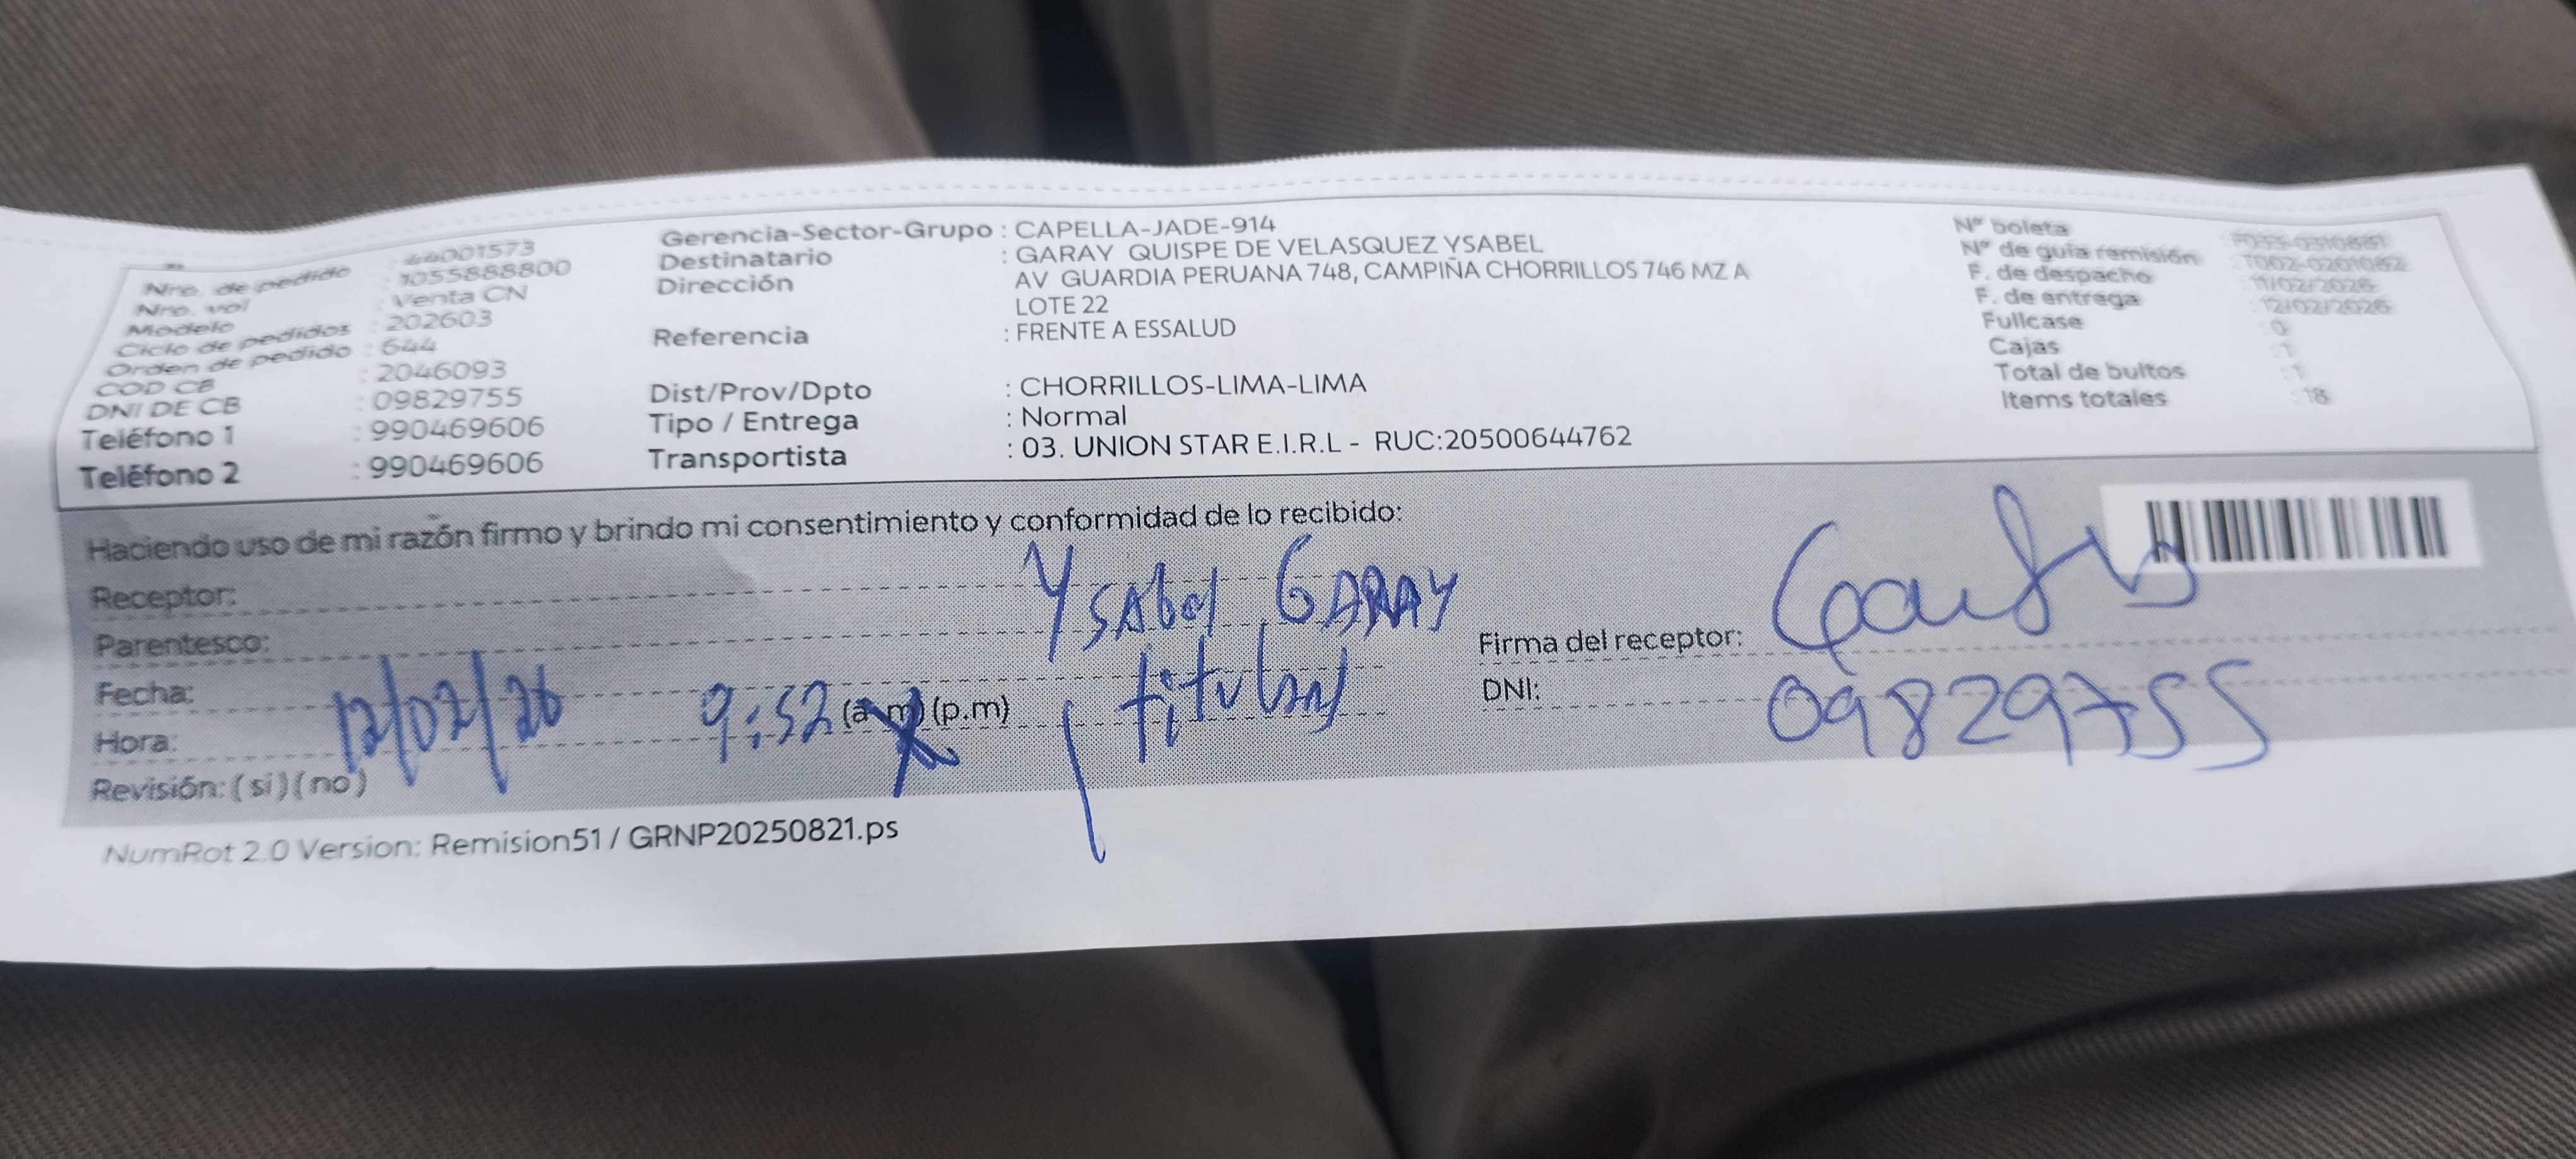 Nro. de pedido : 44001573
Nro. vol : 1055888800
Modelo : Venta CN
Ciclo de pedidos : 202603
Orden de pedido : 644
COD CB : 2046093
DNI DE CB : 09829755
Teléfono 1 : 990469606
Teléfono 2 : 990469606
Gerencia-Sector-Grupo : CAPELLA-JADE-914
Destinatario : GARAY QUISPE DE VELASQUEZ YSABEL
Dirección AV GUARDIA PERUANA 748, CAMPIÑA CHORRILLOS 746 MZ A
LOTE 22
Referencia : FRENTE A ESSALUD
Dist/Prov/Dpto : CHORRILLOS-LIMA-LIMA
Tipo / Entrega : Normal
Transportista : 03. UNION STAR E.I.R.L - RUC:20500644762
N° boleta
N° de guía remisión : T002-0201082
F. de despacho : 11/02/2026
F. de entrega : 12/02/2026
Fullcase : 0
Cajas : 1
Total de bultos : 1
Items totales : 18
Haciendo uso de mi razón firmo y brindo mi consentimiento y conformidad de lo recibido:
Receptor: Ysabel GARAY
Parentesco: titular
Fecha: 12/02/26
Hora: 9:52 (a.m) (p.m)
Revisión: (si) (no)
Firma del receptor:
DNI: 09829755
NumRot 2.0 Version: Remision51 / GRNP20250821.ps